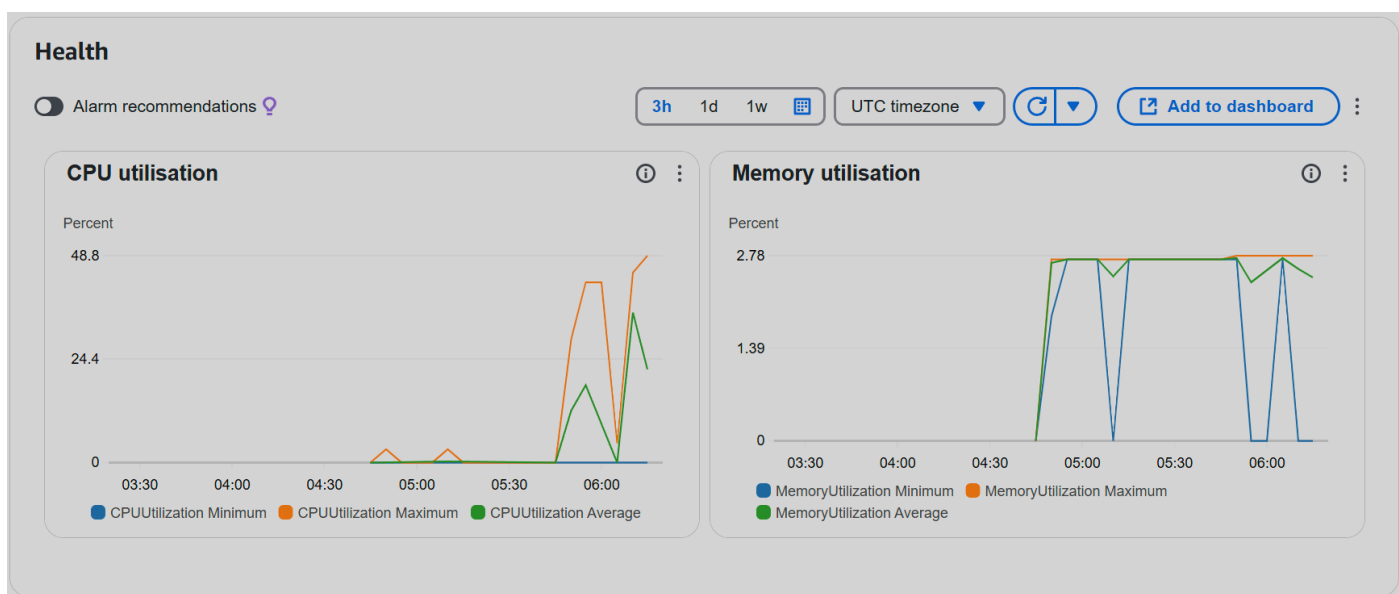 Health
Alarm recommendations
3h 1d 1w UTC timezone Add to dashboard
CPU utilisation
Percent
48.8
24.4
0
03:30 04:00 04:30 05:00 05:30 06:00
CPUUtilization Minimum CPUUtilization Maximum CPUUtilization Average
Memory utilisation
Percent
2.78
1.39
0
03:30 04:00 04:30 05:00 05:30 06:00
MemoryUtilization Minimum MemoryUtilization Maximum
MemoryUtilization Average